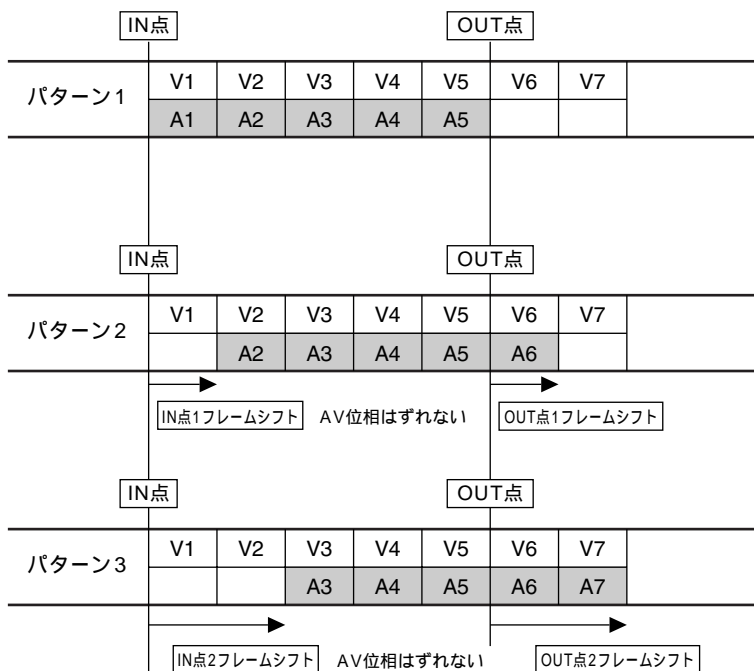 IN点 OUT点
パターン1 V1 V2 V3 V4 V5 V6 V7
A1 A2 A3 A4 A5
IN点 OUT点
パターン2 V1 V2 V3 V4 V5 V6 V7
A2 A3 A4 A5 A6
IN点1フレームシフト AV位相はずれない OUT点1フレームシフト
IN点 OUT点
パターン3 V1 V2 V3 V4 V5 V6 V7
A3 A4 A5 A6 A7
IN点2フレームシフト AV位相はずれない OUT点2フレームシフト